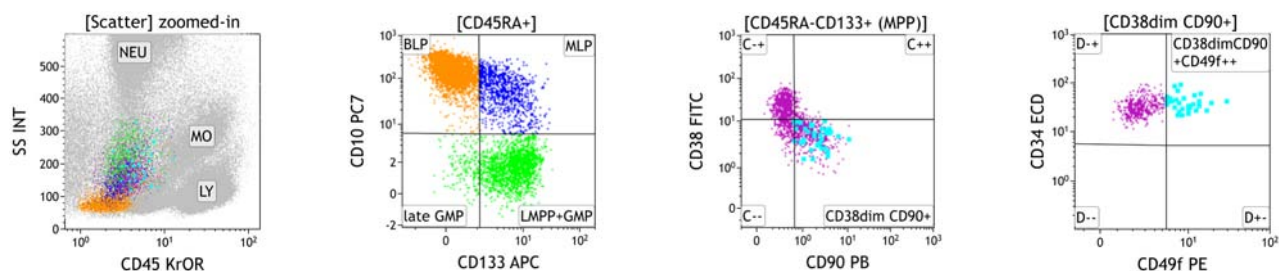 [Scatter] zoomed-in
NEU
MO
LY
SS INT
500
400
300
200
100
0
10⁰
10¹
10²
CD45 KrOR
[CD45RA+]
BLP
MLP
late GMP
LMPP+GMP
CD10 PC7
10³
10²
10¹
2
0
-2
0
10¹
10²
10³
CD133 APC
[CD45RA-CD133+ (MPP)]
C-+
C++
C--
CD38dim CD90+
CD38 FITC
10³
10²
10¹
10⁰
0
0
10⁰
10¹
10²
10³
CD90 PB
[CD38dim CD90+]
D-+
CD38dimCD90
+CD49f++
D--
D+-
CD34 ECD
10³
10²
10¹
10⁰
0
0
10¹
10²
CD49f PE